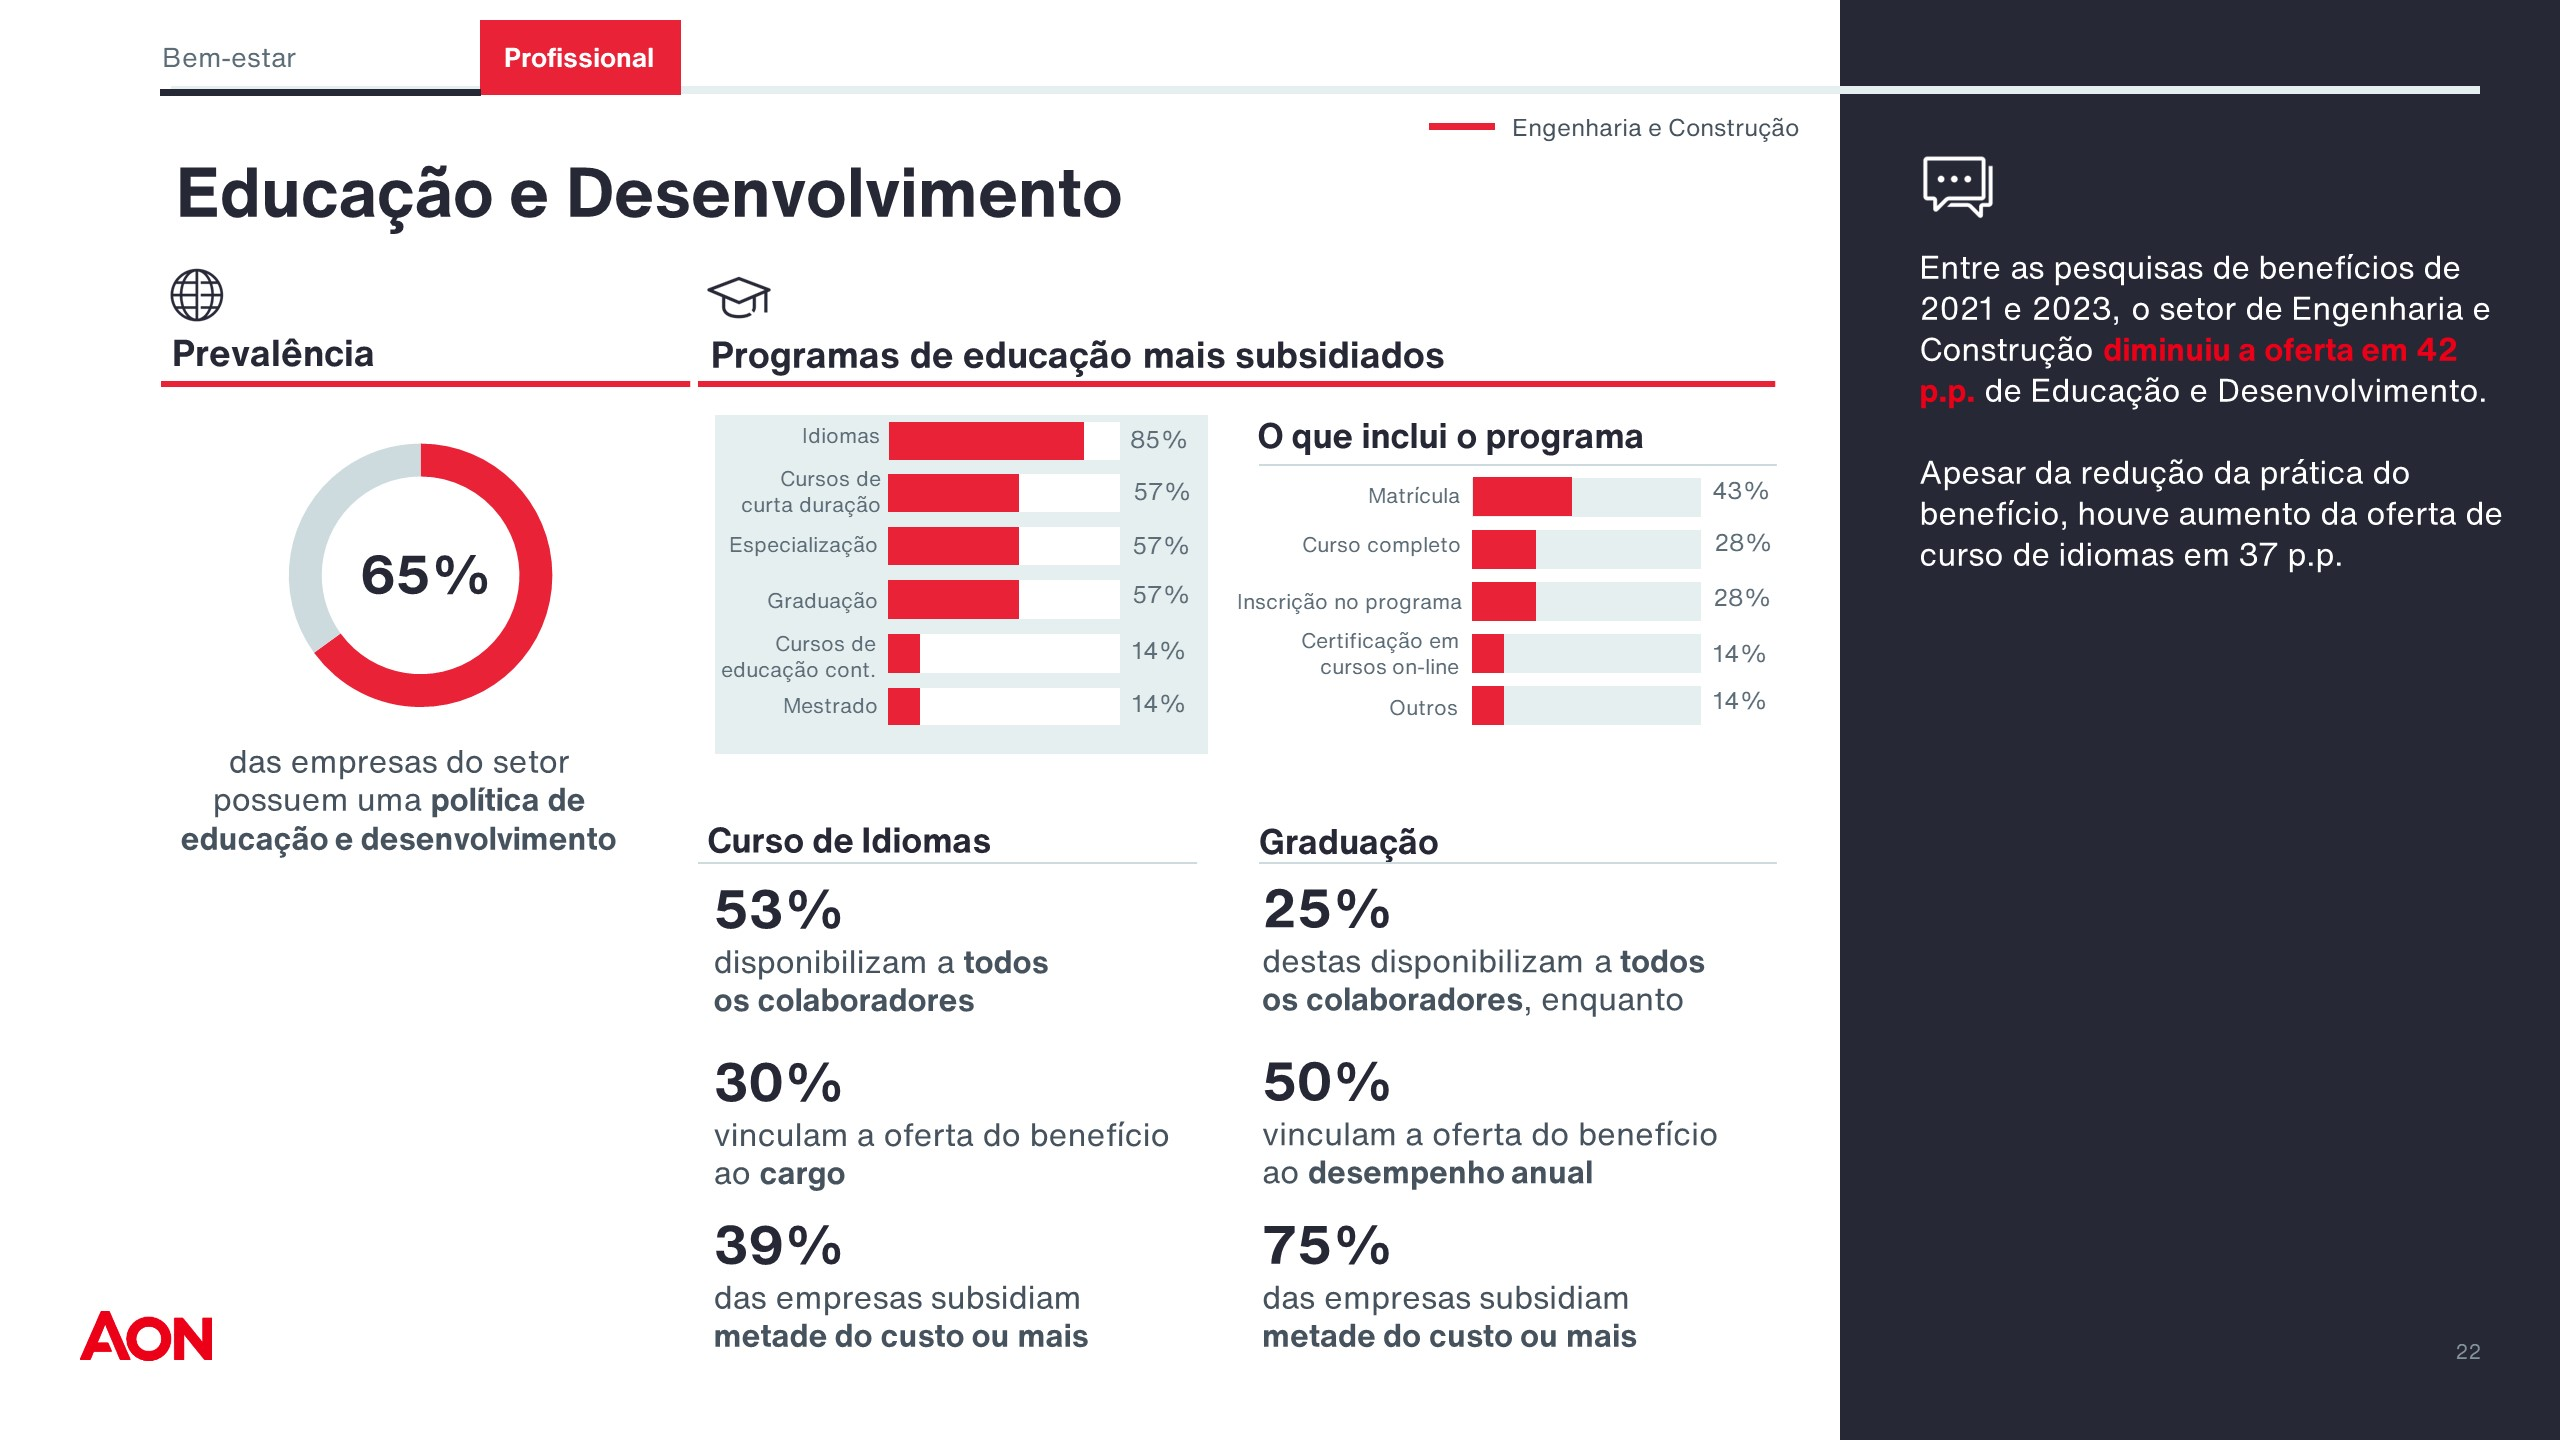 Bem-estar
Profissional
Engenharia e Construção
Educação e Desenvolvimento
Prevalência
65%
das empresas do setor
possuem uma política de
educação e desenvolvimento
Programas de educação mais subsidiados
Idiomas 85%
Cursos de
curta duração 57%
Especialização 57%
Graduação 57%
Cursos de
educação cont. 14%
Mestrado 14%
O que inclui o programa
Matrícula 43%
Curso completo 28%
Inscrição no programa 28%
Certificação em
cursos on-line 14%
Outros 14%
Curso de Idiomas
53%
disponibilizam a todos
os colaboradores
30%
vinculam a oferta do benefício
ao cargo
39%
das empresas subsidiam
metade do custo ou mais
Graduação
25%
destas disponibilizam a todos
os colaboradores, enquanto
50%
vinculam a oferta do benefício
ao desempenho anual
75%
das empresas subsidiam
metade do custo ou mais
Entre as pesquisas de benefícios de
2021 e 2023, o setor de Engenharia e
Construção diminuiu a oferta em 42
p.p. de Educação e Desenvolvimento.
Apesar da redução da prática do
benefício, houve aumento da oferta de
curso de idiomas em 37 p.p.
AON
22